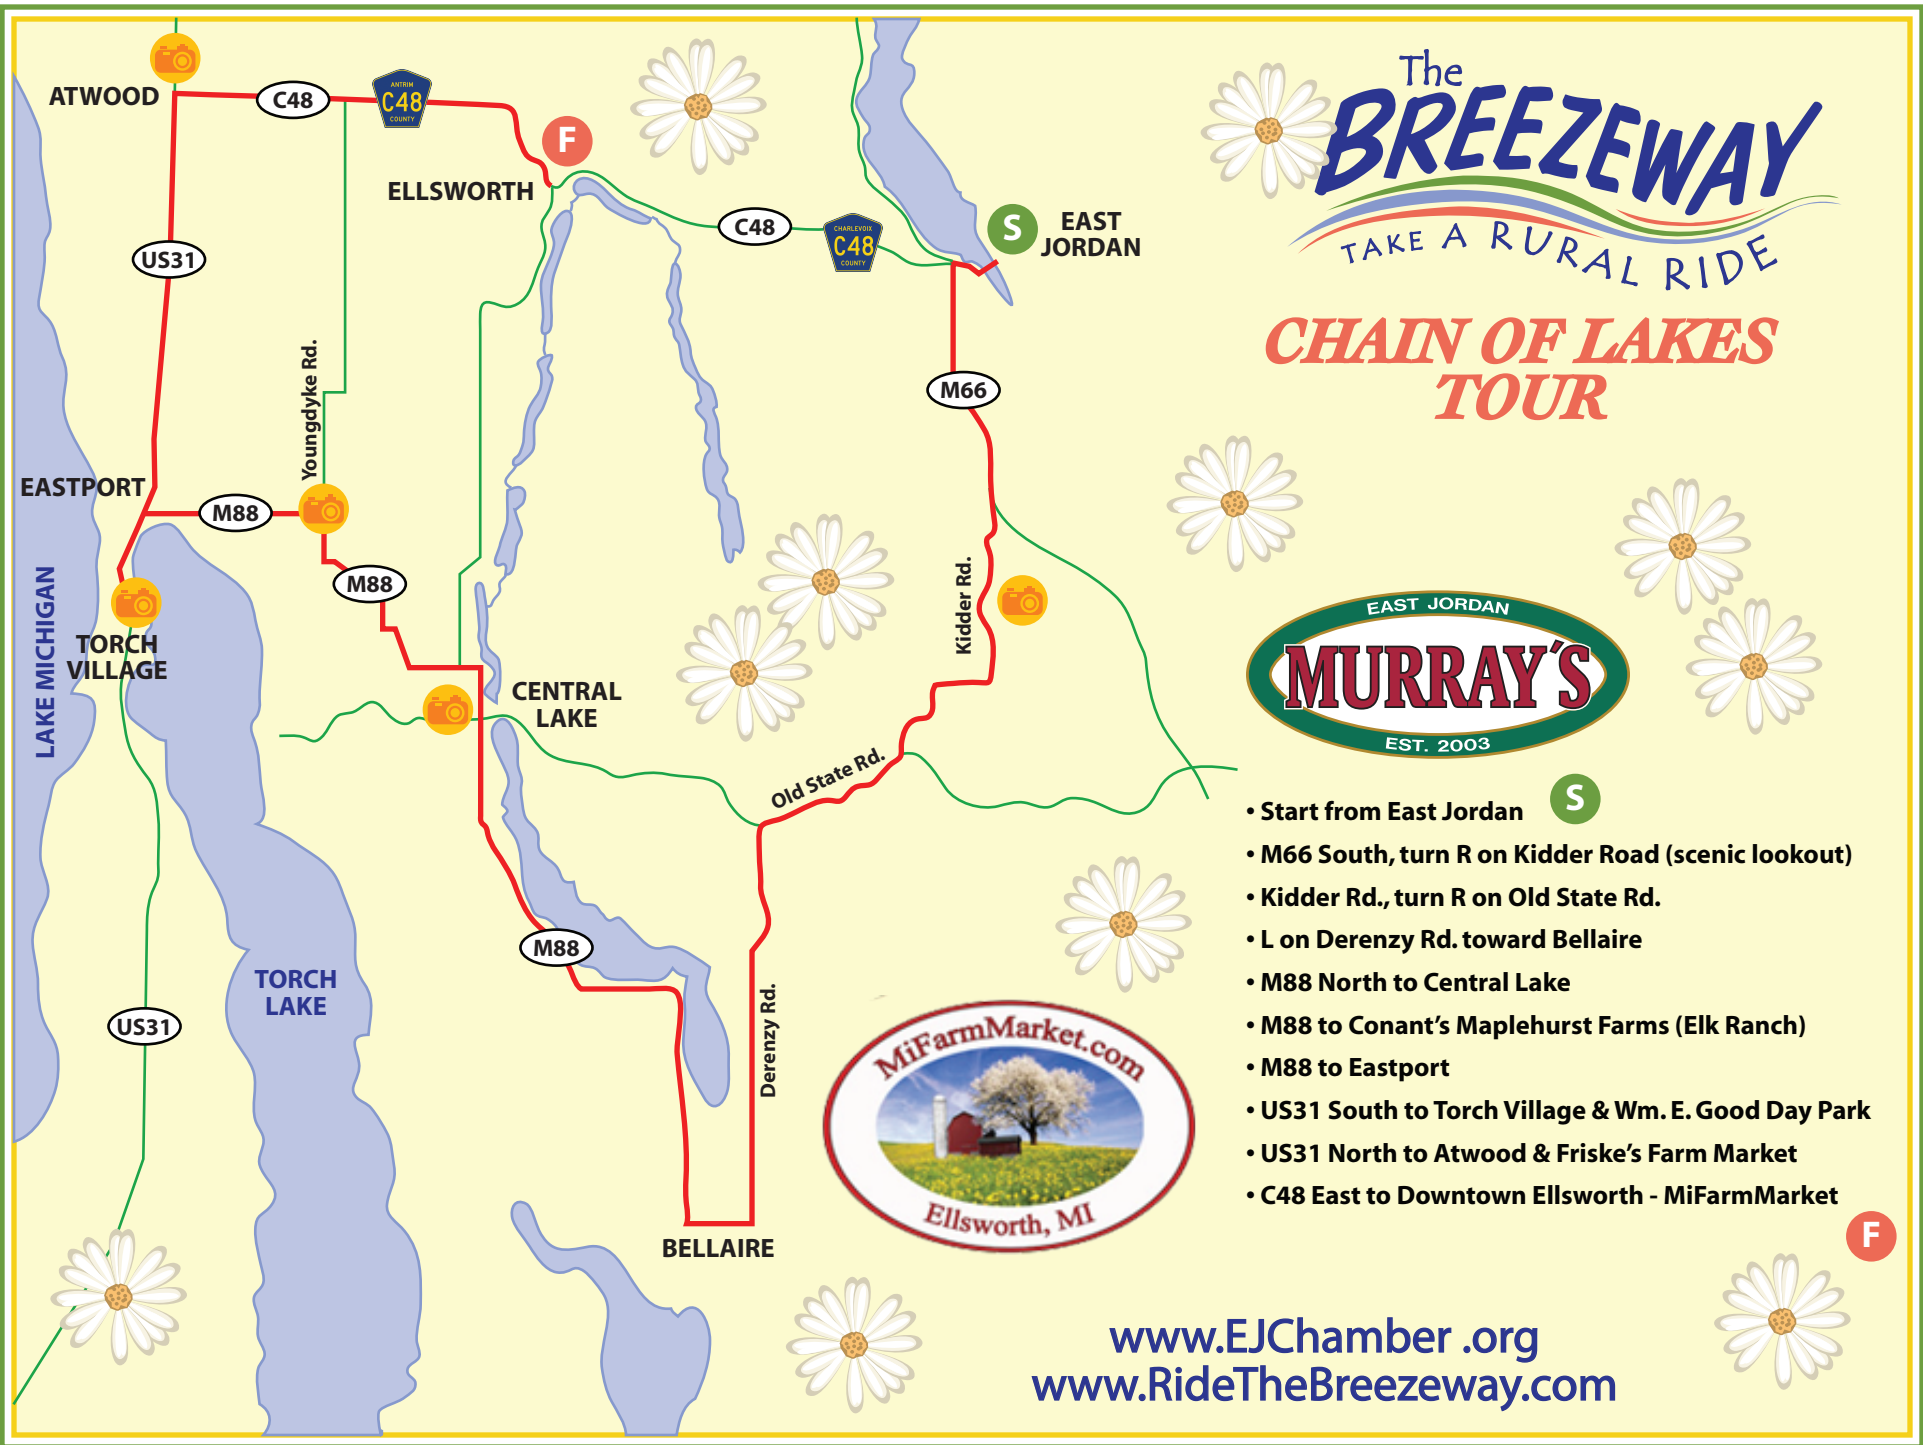 The
BREEZEWAY
TAKE A RURAL RIDE
CHAIN OF LAKES
TOUR
ATWOOD
C48
ANTRIM
C48
COUNTY
F
ELLSWORTH
C48
CHARLEVOIX
C48
COUNTY
S
EAST
JORDAN
US31
Youngdyke Rd.
M66
EASTPORT
M88
M88
Kidder Rd.
LAKE MICHIGAN
TORCH
VILLAGE
CENTRAL
LAKE
Old State Rd.
M88
TORCH
LAKE
US31
Derenzy Rd.
BELLAIRE
EAST JORDAN
MURRAY'S
EST. 2003
• Start from East Jordan S
• M66 South, turn R on Kidder Road (scenic lookout)
• Kidder Rd., turn R on Old State Rd.
• L on Derenzy Rd. toward Bellaire
• M88 North to Central Lake
• M88 to Conant's Maplehurst Farms (Elk Ranch)
• M88 to Eastport
• US31 South to Torch Village & Wm. E. Good Day Park
• US31 North to Atwood & Friske's Farm Market
• C48 East to Downtown Ellsworth - MiFarmMarket
F
MiFarmMarket.com
Ellsworth, MI
www.EJChamber .org
www.RideTheBreezeway.com